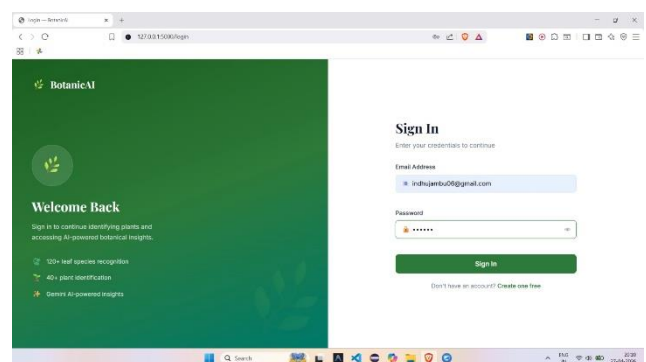 Login — BotanicAI
127.0.0.1:5000/login
BotanicAI
Welcome Back
Sign in to continue identifying plants and
accessing AI-powered botanical insights.
120+ leaf species recognition
40+ plant identification
Gemini AI-powered insights
Sign In
Enter your credentials to continue
Email Address
indhujambu06@gmail.com
Password
••••••
Sign In
Don't have an account? Create one free
Search
ENG
IN